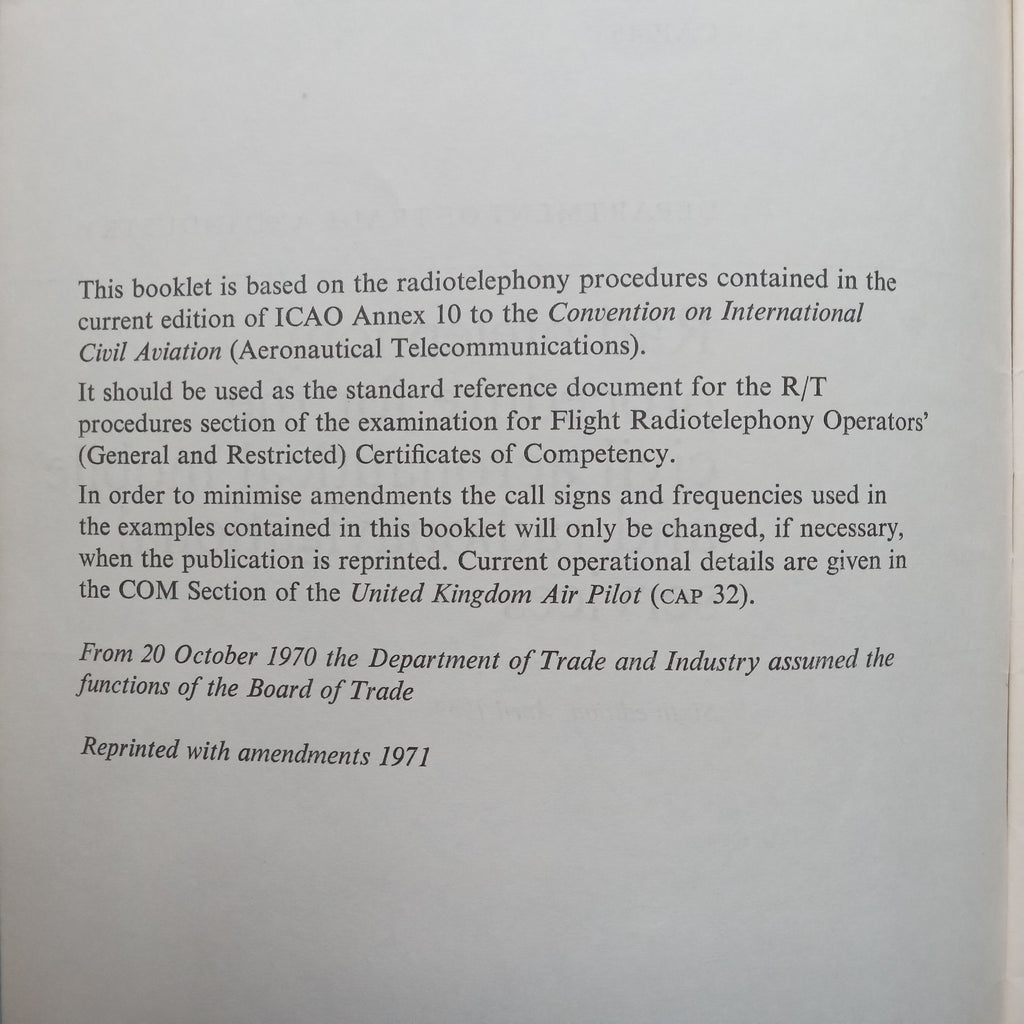 This booklet is based on the radiotelephony procedures contained in the
current edition of ICAO Annex 10 to the Convention on International
Civil Aviation (Aeronautical Telecommunications).
It should be used as the standard reference document for the R/T
procedures section of the examination for Flight Radiotelephony Operators’
(General and Restricted) Certificates of Competency.
In order to minimise amendments the call signs and frequencies used in
the examples contained in this booklet will only be changed, if necessary,
when the publication is reprinted. Current operational details are given in
the COM Section of the United Kingdom Air Pilot (CAP 32).
From 20 October 1970 the Department of Trade and Industry assumed the
functions of the Board of Trade
Reprinted with amendments 1971